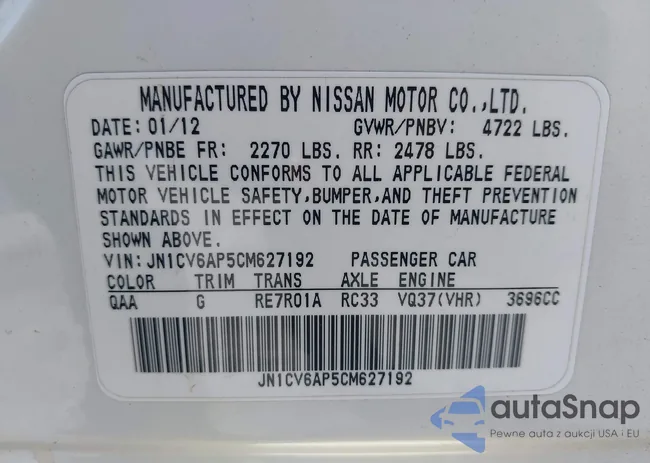 MANUFACTURED BY NISSAN MOTOR CO.,LTD.
DATE: 01/12 GVWR/PNBV: 4722 LBS.
GAWR/PNBE FR: 2270 LBS. RR: 2478 LBS.
THIS VEHICLE CONFORMS TO ALL APPLICABLE FEDERAL
MOTOR VEHICLE SAFETY,BUMPER,AND THEFT PREVENTION
STANDARDS IN EFFECT ON THE DATE OF MANUFACTURE
SHOWN ABOVE.
VIN: JN1CV6AP5CM627192 PASSENGER CAR
COLOR TRIM TRANS AXLE ENGINE
QAA G RE7R01A RC33 VQ37(VHR) 3696CC
JN1CV6AP5CM627192
autaSnap
Pewne auta z aukcji USA i EU